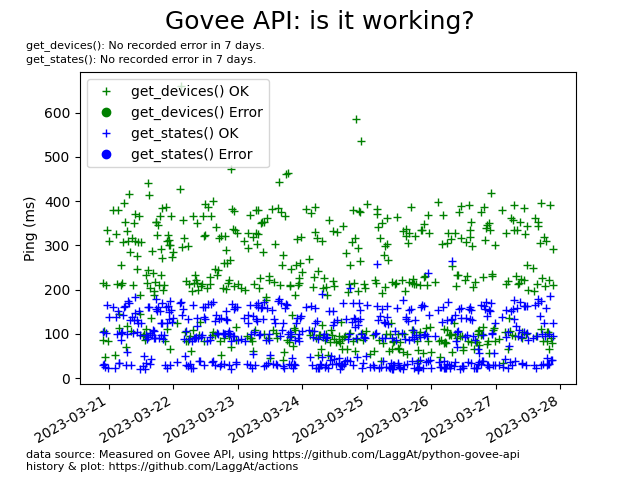 Govee API: is it working?
get_devices(): No recorded error in 7 days.
get_states(): No recorded error in 7 days.
get_devices() OK
get_devices() Error
get_states() OK
get_states() Error
Ping (ms)
600
500
400
300
200
100
0
2023-03-21
2023-03-22
2023-03-23
2023-03-24
2023-03-25
2023-03-26
2023-03-27
2023-03-28
data source: Measured on Govee API, using https://github.com/LaggAt/python-govee-api
history & plot: https://github.com/LaggAt/actions